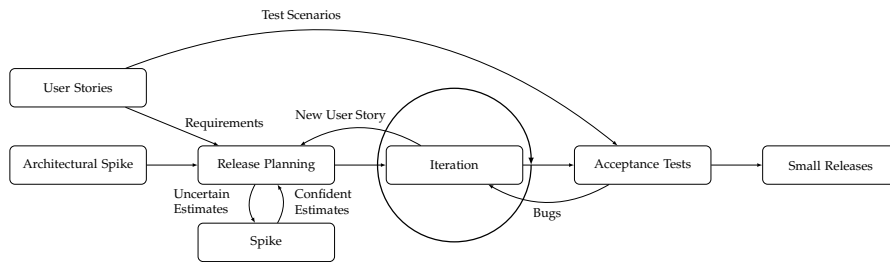 Test Scenarios
User Stories
Requirements
New User Story
Architectural Spike
Release Planning
Iteration
Acceptance Tests
Small Releases
Uncertain
Estimates
Confident
Estimates
Bugs
Spike